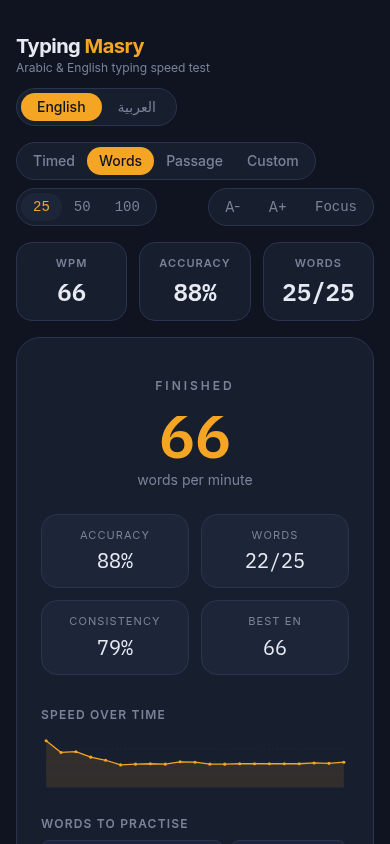 Typing Masry
Arabic & English typing speed test
English العربية
Timed Words Passage Custom
25 50 100 A- A+ Focus
WPM ACCURACY WORDS
66 88% 25/25
FINISHED
66
words per minute
ACCURACY WORDS
88% 22/25
CONSISTENCY BEST EN
79% 66
SPEED OVER TIME
WORDS TO PRACTISE